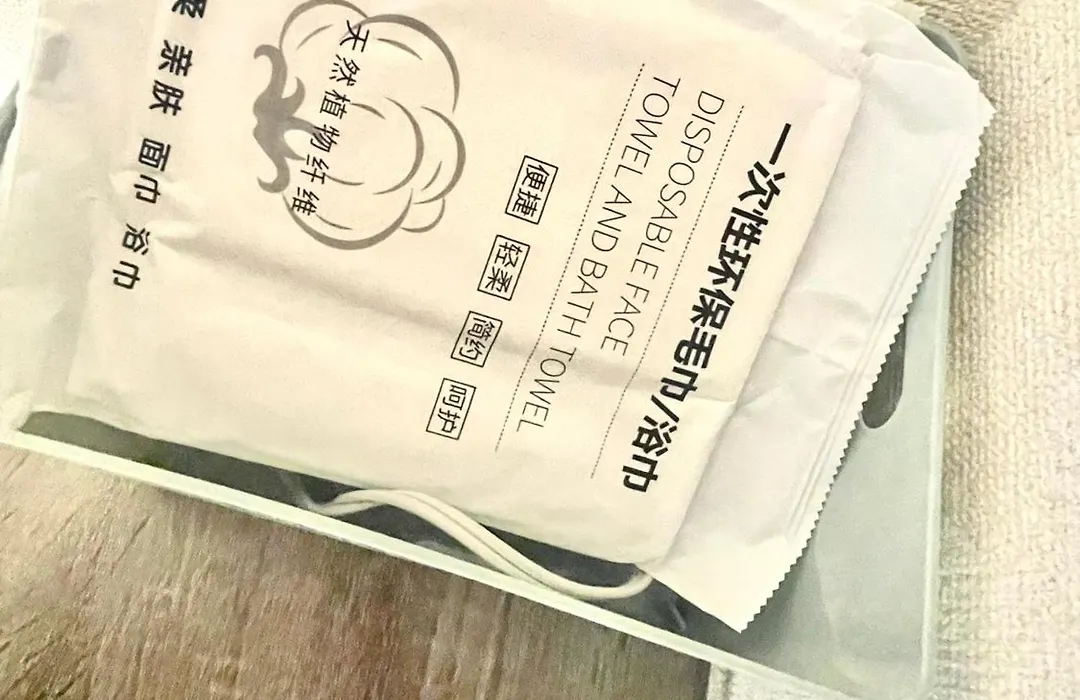 一次性环保毛巾/浴巾
DISPOSABLE FACE
TOWEL AND BATH TOWEL
便捷 轻柔 简约 呵护
天然植物纤维
柔 亲肤 面巾 浴巾